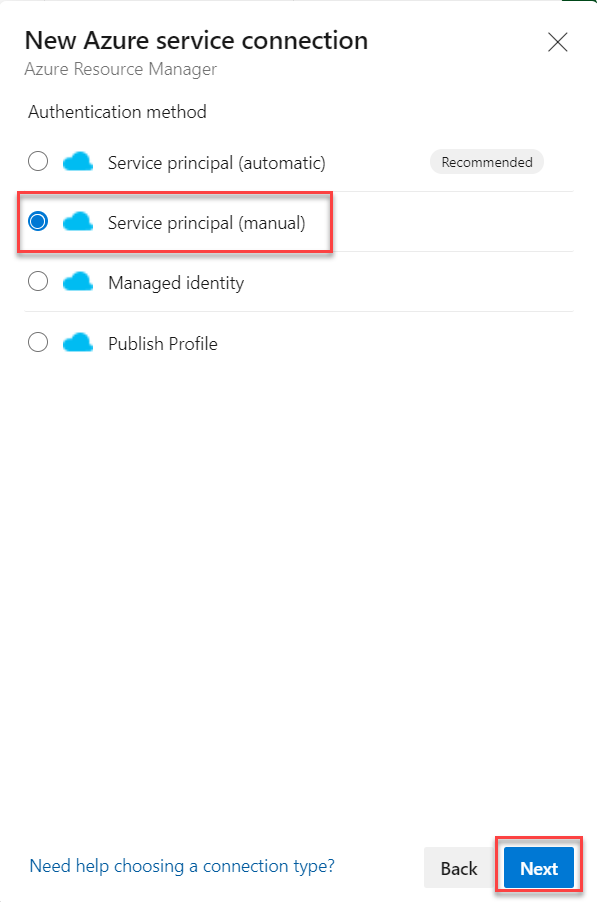 New Azure service connection
Azure Resource Manager
Authentication method
Service principal (automatic) Recommended
Service principal (manual)
Managed identity
Publish Profile
Need help choosing a connection type? Back Next